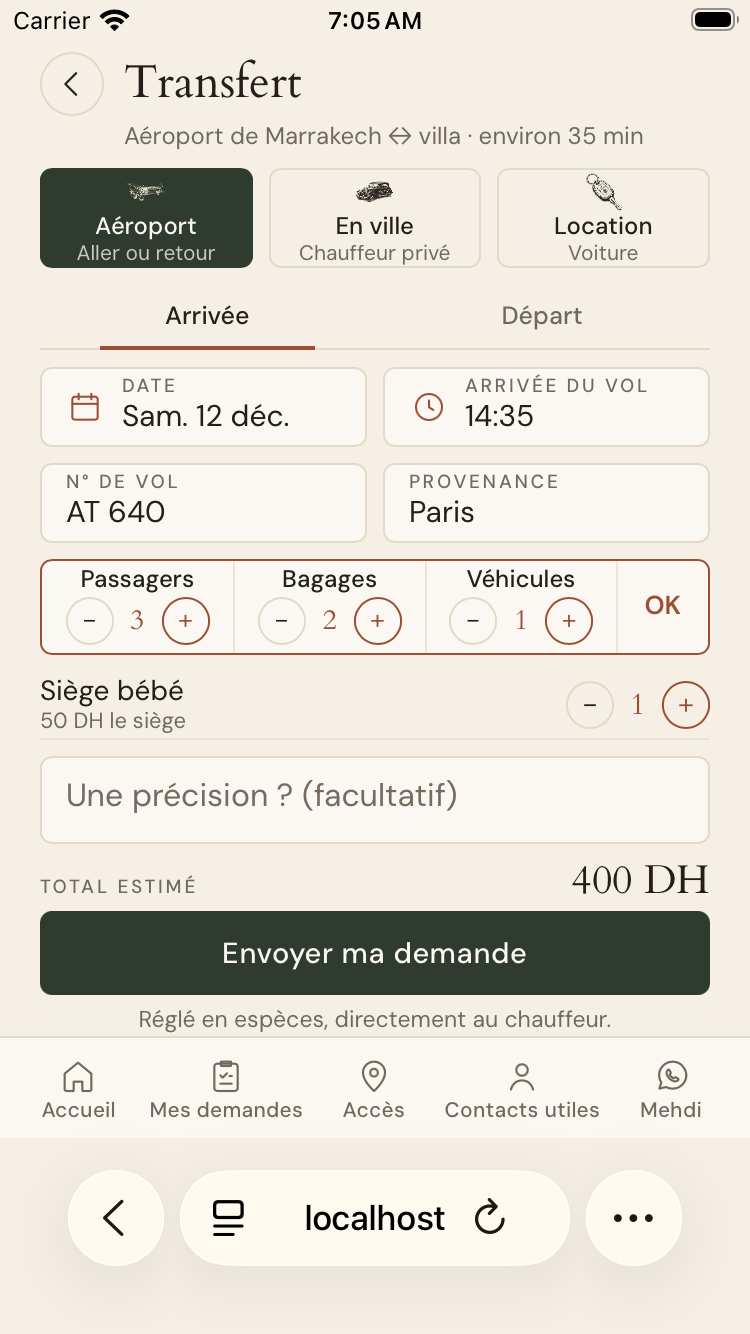 Carrier 7:05 AM
Transfert
Aéroport de Marrakech ↔ villa · environ 35 min
Aéroport
Aller ou retour
En ville
Chauffeur privé
Location
Voiture
Arrivée Départ
DATE
Sam. 12 déc.
ARRIVÉE DU VOL
14:35
N° DE VOL
AT 640
PROVENANCE
Paris
Passagers
− 3 +
Bagages
− 2 +
Véhicules
− 1 +
OK
Siège bébé
50 DH le siège
− 1 +
Une précision ? (facultatif)
TOTAL ESTIMÉ 400 DH
Envoyer ma demande
Réglé en espèces, directement au chauffeur.
Accueil Mes demandes Accès Contacts utiles Mehdi
localhost